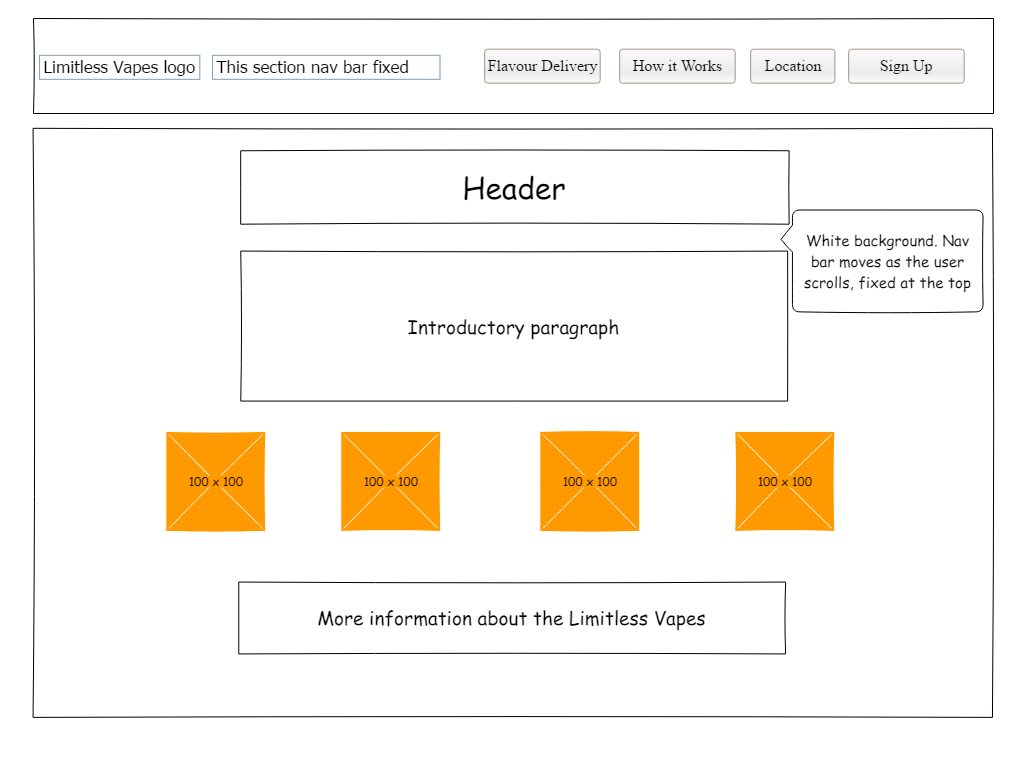 Limitless Vapes logo
This section nav bar fixed
Flavour Delivery
How it Works
Location
Sign Up
Header
White background. Nav
bar moves as the user
scrolls, fixed at the top
Introductory paragraph
100 x 100
100 x 100
100 x 100
100 x 100
More information about the Limitless Vapes